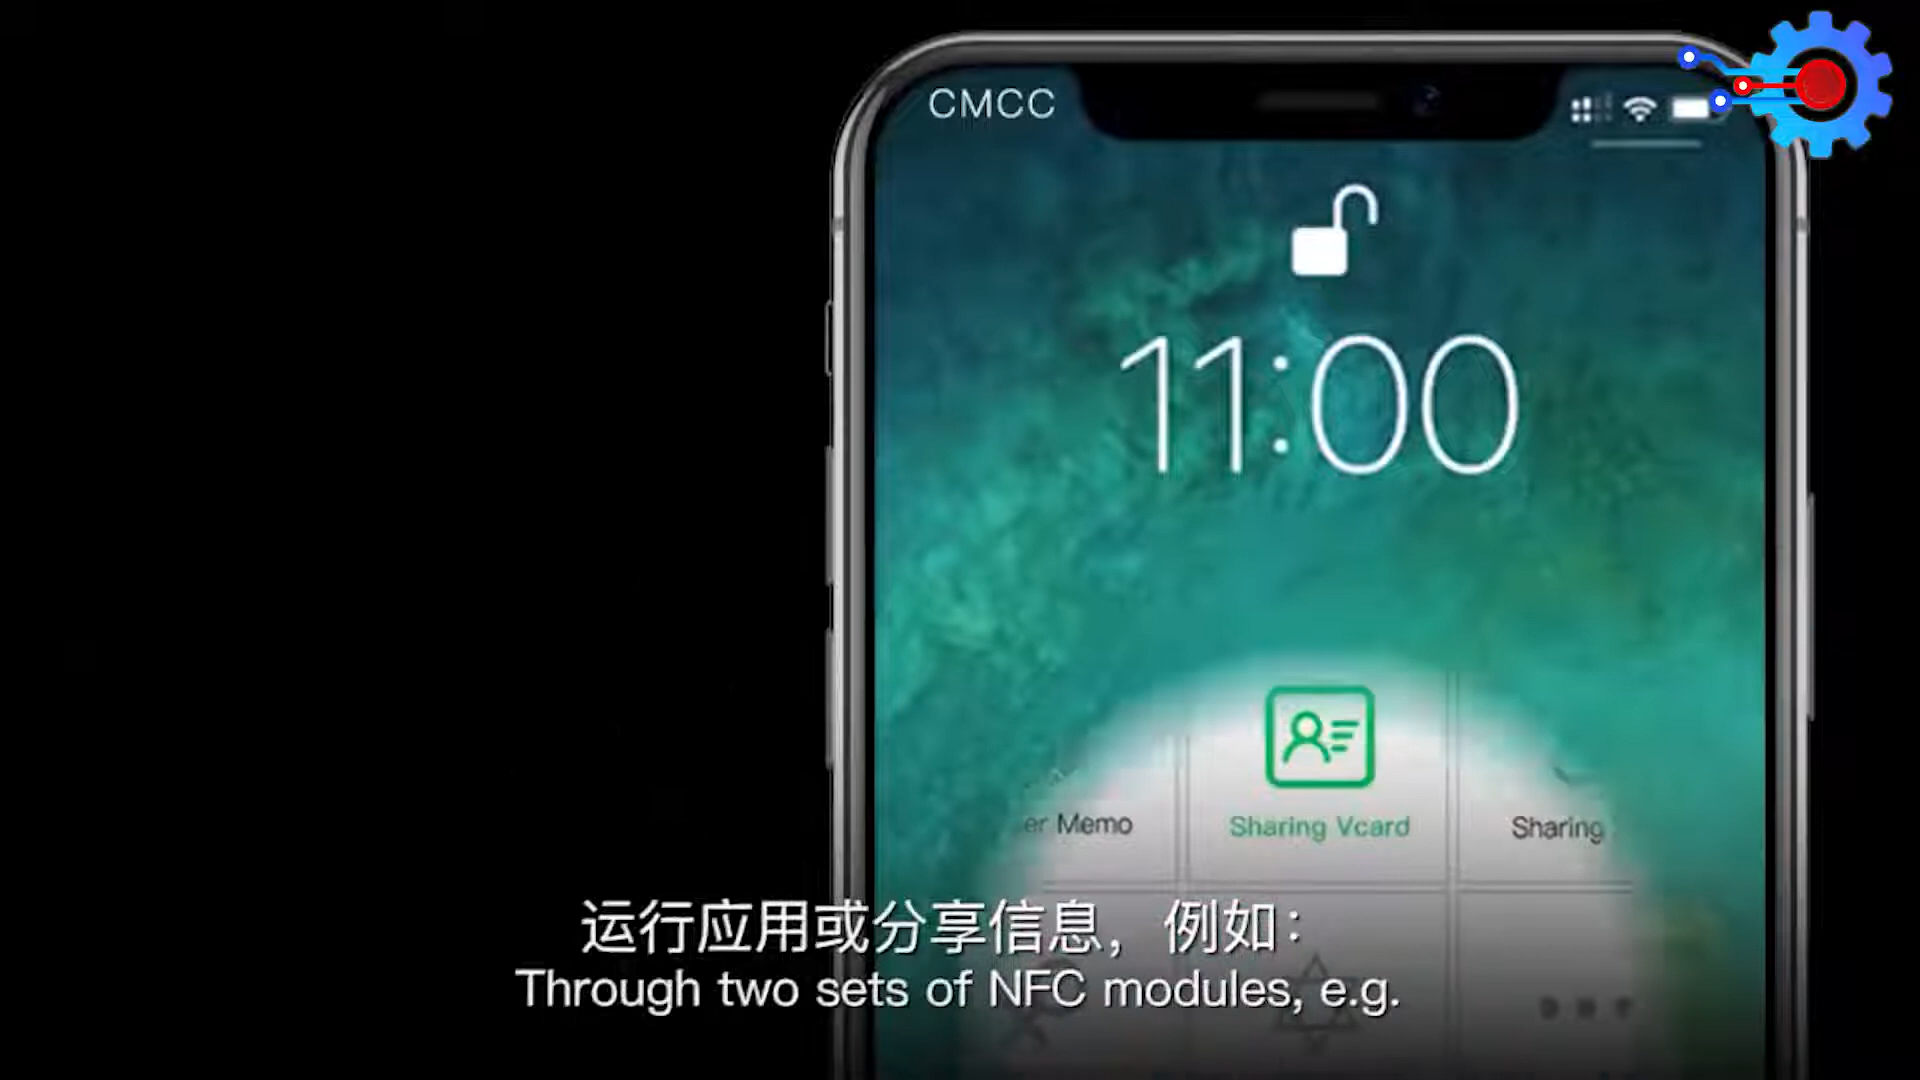 CMCC
11:00
er Memo
Sharing Vcard
Sharing
运行应用或分享信息，例如：
Through two sets of NFC modules, e.g.